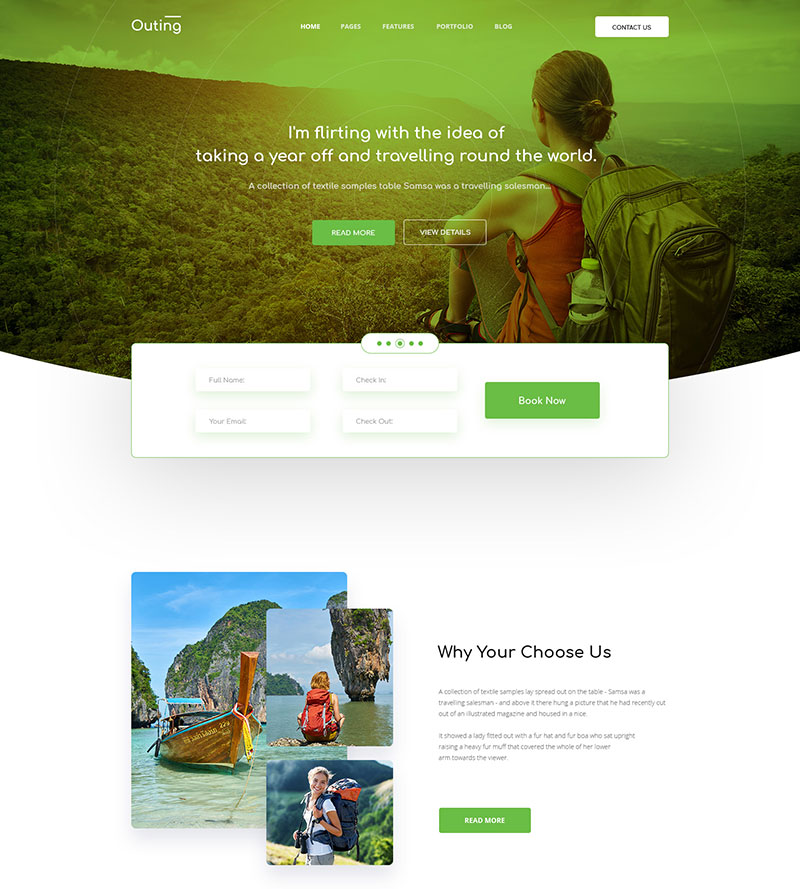 Outing
HOME PAGES FEATURES PORTFOLIO BLOG
CONTACT US
I'm flirting with the idea of
taking a year off and travelling round the world.
A collection of textile samples table Samsa was a travelling salesman...
READ MORE
VIEW DETAILS
Full Name:
Check In:
Your Email:
Check Out:
Book Now
Why Your Choose Us
A collection of textile samples lay spread out on the table - Samsa was a
travelling salesman - and above it there hung a picture that he had recently cut
out of an illustrated magazine and housed in a nice.
It showed a lady fitted out with a fur hat and fur boa who sat upright
raising a heavy fur muff that covered the whole of her lower
arm towards the viewer.
READ MORE